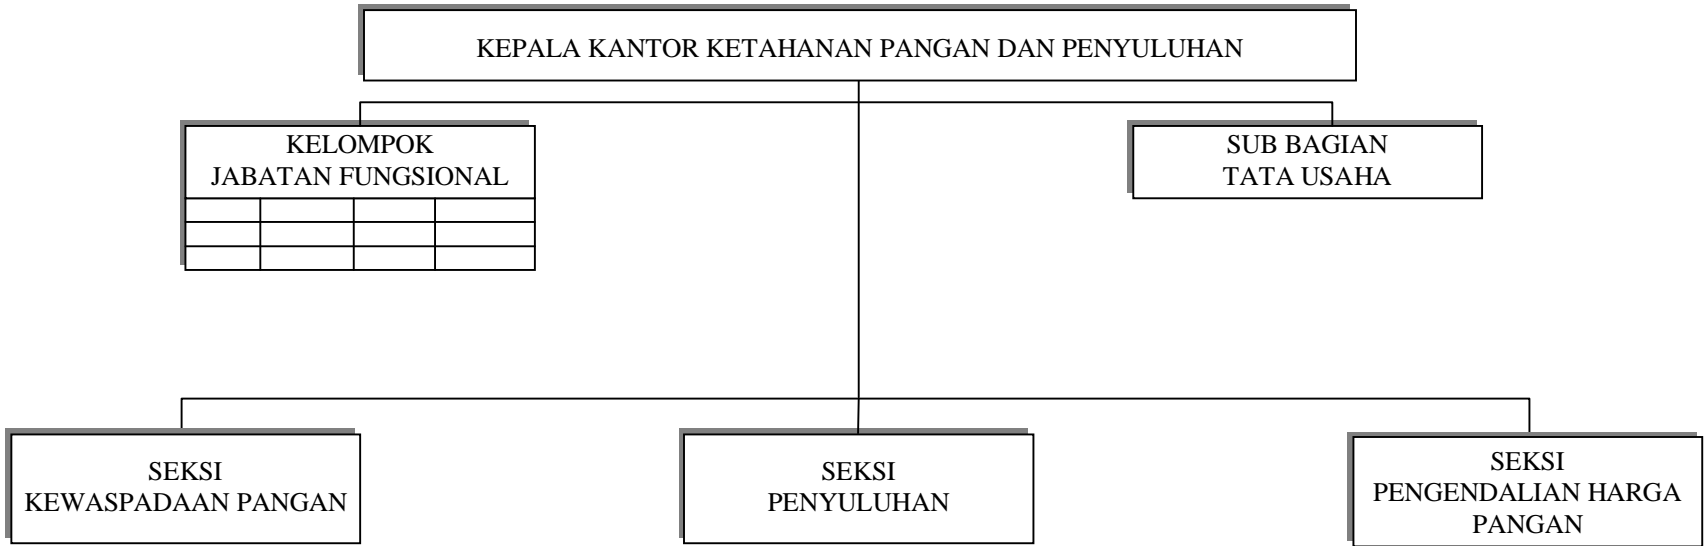 KEPALA KANTOR KETAHANAN PANGAN DAN PENYULUHAN
KELOMPOK
JABATAN FUNGSIONAL
SUB BAGIAN
TATA USAHA
SEKSI
KEWASPADAAN PANGAN
SEKSI
PENYULUHAN
SEKSI
PENGENDALIAN HARGA
PANGAN